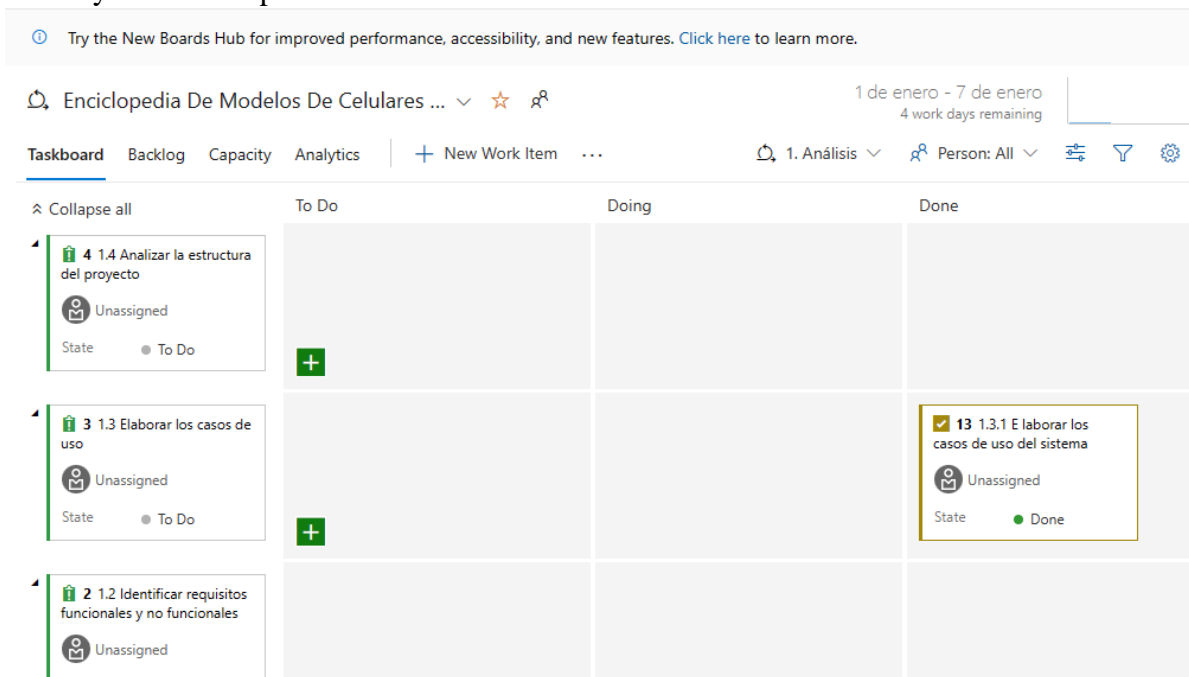 Try the New Boards Hub for improved performance, accessibility, and new features. Click here to learn more.
Enciclopedia De Modelos De Celulares ...
1 de enero - 7 de enero
4 work days remaining
Taskboard Backlog Capacity Analytics + New Work Item ...
1. Análisis Person: All
Collapse all To Do Doing Done
4 1.4 Analizar la estructura
del proyecto
Unassigned
State To Do
3 1.3 Elaborar los casos de
uso
Unassigned
State To Do
13 1.3.1 E laborar los
casos de uso del sistema
Unassigned
State Done
2 1.2 Identificar requisitos
funcionales y no funcionales
Unassigned